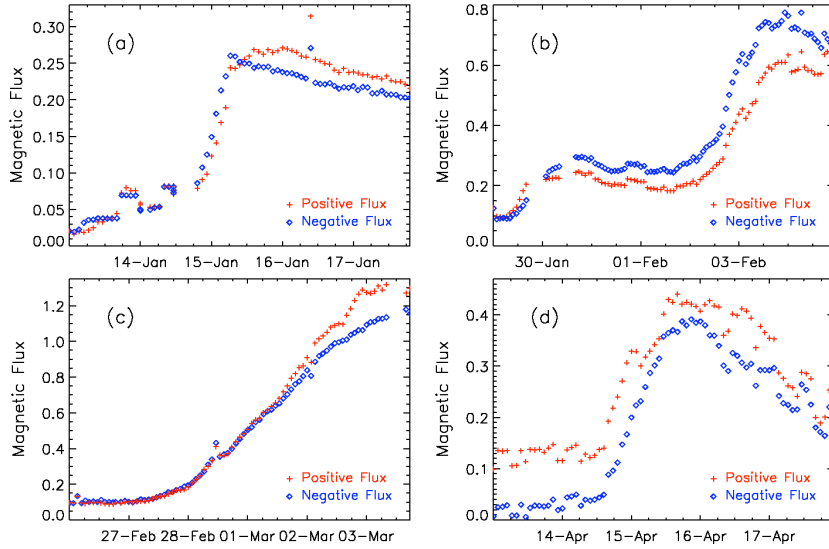 (a)
Magnetic Flux
0.30
0.25
0.20
0.15
0.10
0.05
0.00
+ Positive Flux
◇ Negative Flux
14-Jan 15-Jan 16-Jan 17-Jan
(b)
Magnetic Flux
0.8
0.6
0.4
0.2
0.0
+ Positive Flux
◇ Negative Flux
30-Jan 01-Feb 03-Feb
(c)
Magnetic Flux
1.2
1.0
0.8
0.6
0.4
0.2
0.0
+ Positive Flux
◇ Negative Flux
27-Feb 28-Feb 01-Mar 02-Mar 03-Mar
(d)
Magnetic Flux
0.4
0.3
0.2
0.1
0.0
+ Positive Flux
◇ Negative Flux
14-Apr 15-Apr 16-Apr 17-Apr